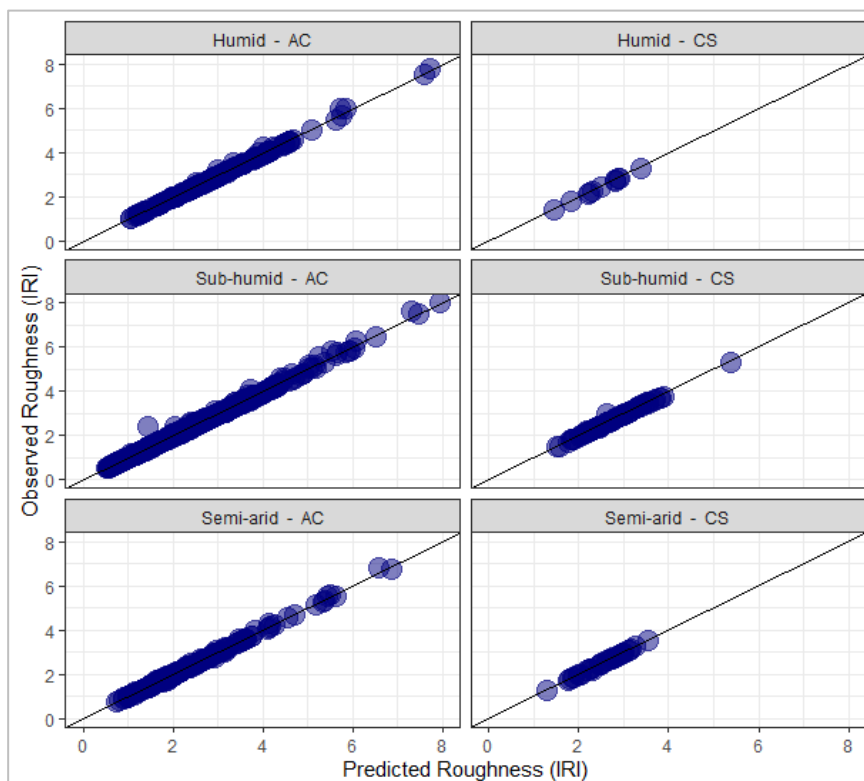 Humid - AC
Humid - CS
8
6
4
2
0
Sub-humid - AC
Sub-humid - CS
8
6
4
2
0
Semi-arid - AC
Semi-arid - CS
8
6
4
2
0
0 2 4 6 8
0 2 4 6 8
Observed Roughness (IRI)
Predicted Roughness (IRI)